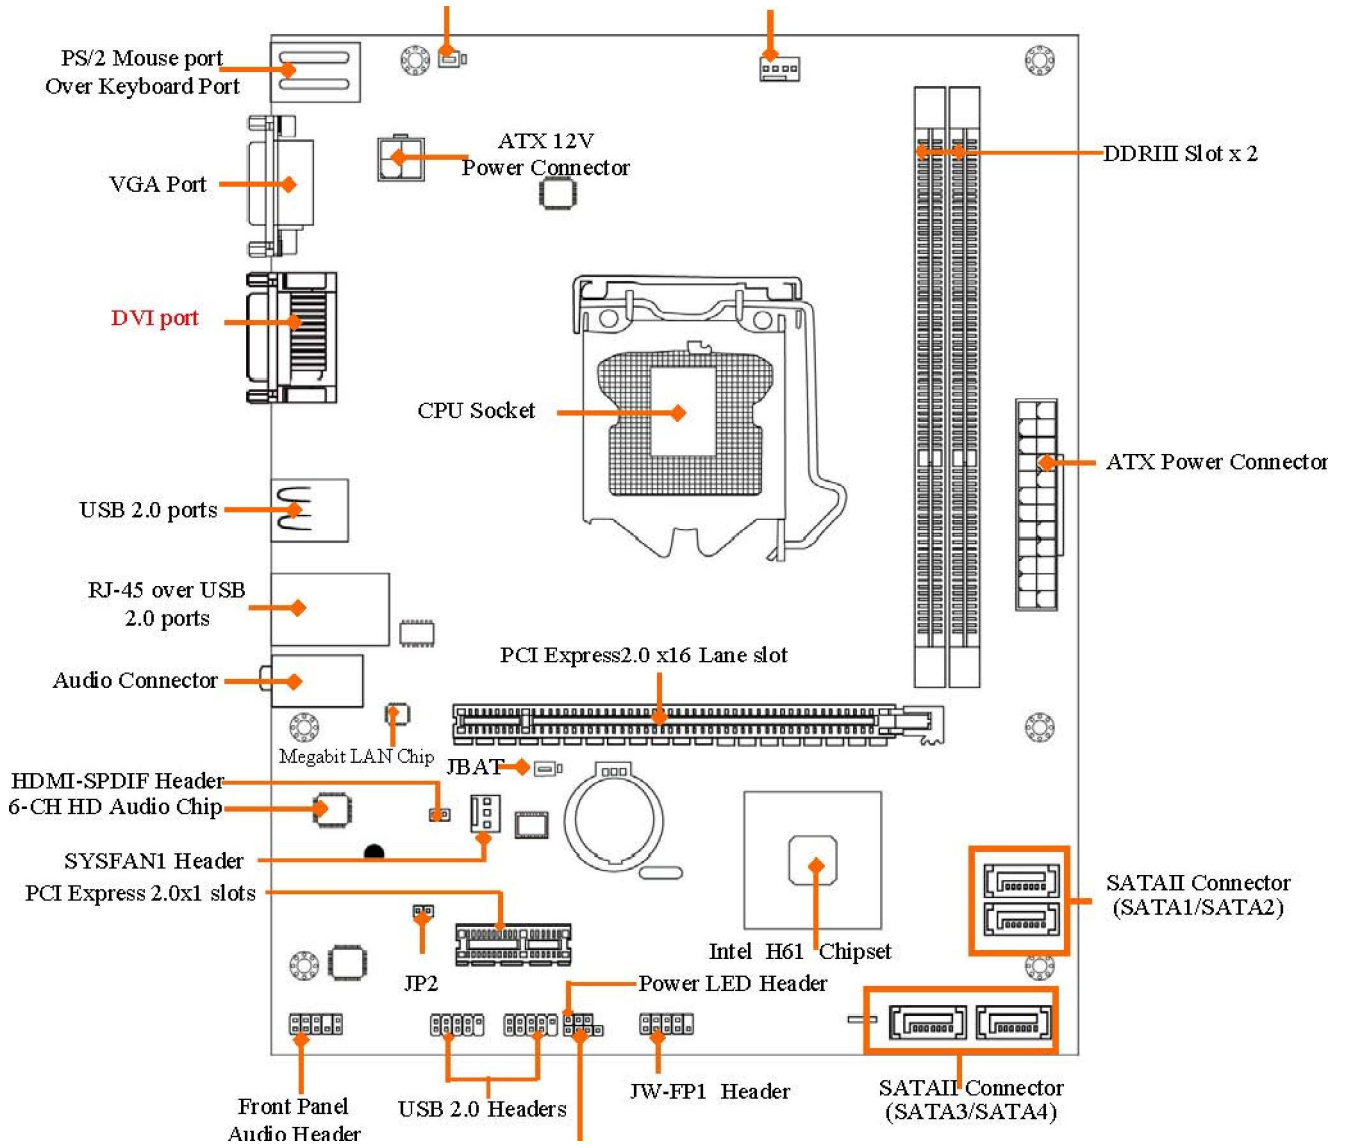 PS/2 Mouse port
Over Keyboard Port
ATX 12V
Power Connector
DDRIII Slot x 2
VGA Port
DVI port
CPU Socket
ATX Power Connector
USB 2.0 ports
RJ-45 over USB
2.0 ports
PCI Express2.0 x16 Lane slot
Audio Connector
Megabit LAN Chip
JBAT
HDMI-SPDIF Header
6-CH HD Audio Chip
SYSFAN1 Header
PCI Express 2.0x1 slots
SATAII Connector
(SATA1/SATA2)
Intel H61 Chipset
JP2
Power LED Header
JW-FP1 Header
SATAII Connector
(SATA3/SATA4)
USB 2.0 Headers
Front Panel
Audio Header